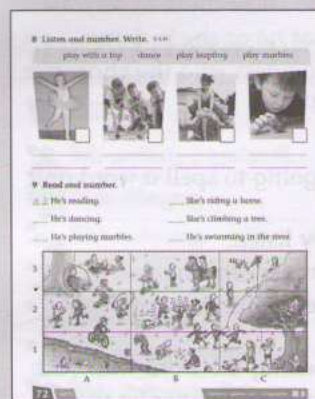 8 Listen and number. Write.
play with a top dance play leapfrog play marbles
9 Read and number.
A 2 He's reading.
She's riding a horse.
He's dancing.
She's climbing a tree.
He's playing marbles.
He's swimming in the river.
3
2
1
A B C
72